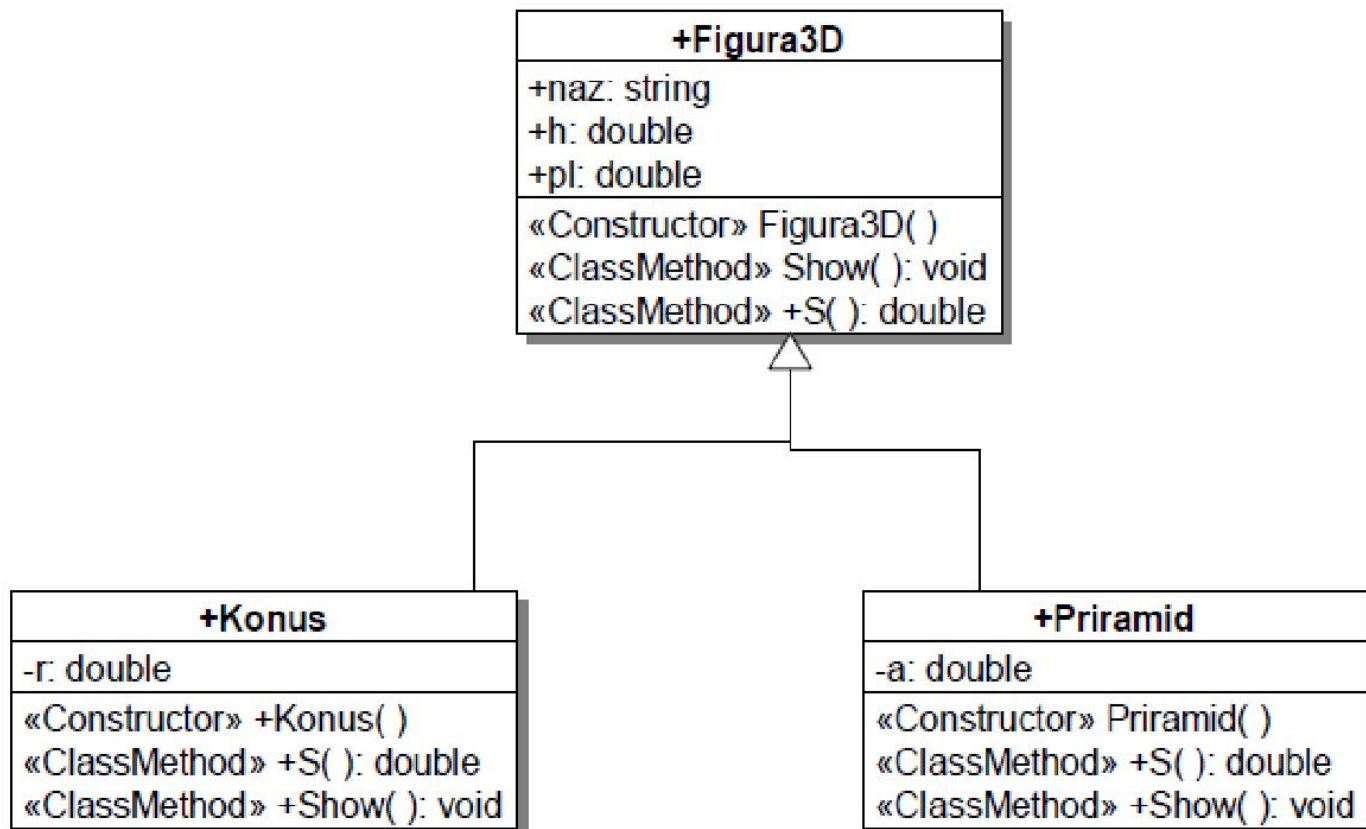 +Figura3D
+naz: string
+h: double
+pl: double
«Constructor» Figura3D( )
«ClassMethod» Show( ): void
«ClassMethod» +S( ): double
+Konus
-r: double
«Constructor» +Konus( )
«ClassMethod» +S( ): double
«ClassMethod» +Show( ): void
+Priramid
-a: double
«Constructor» Priramid( )
«ClassMethod» +S( ): double
«ClassMethod» +Show( ): void